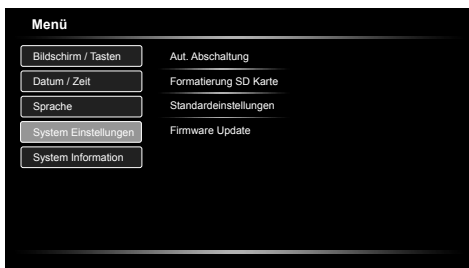 Menü
Bildschirm / Tasten
Aut. Abschaltung
Datum / Zeit
Formatierung SD Karte
Sprache
Standardeinstellungen
System Einstellungen
Firmware Update
System Information